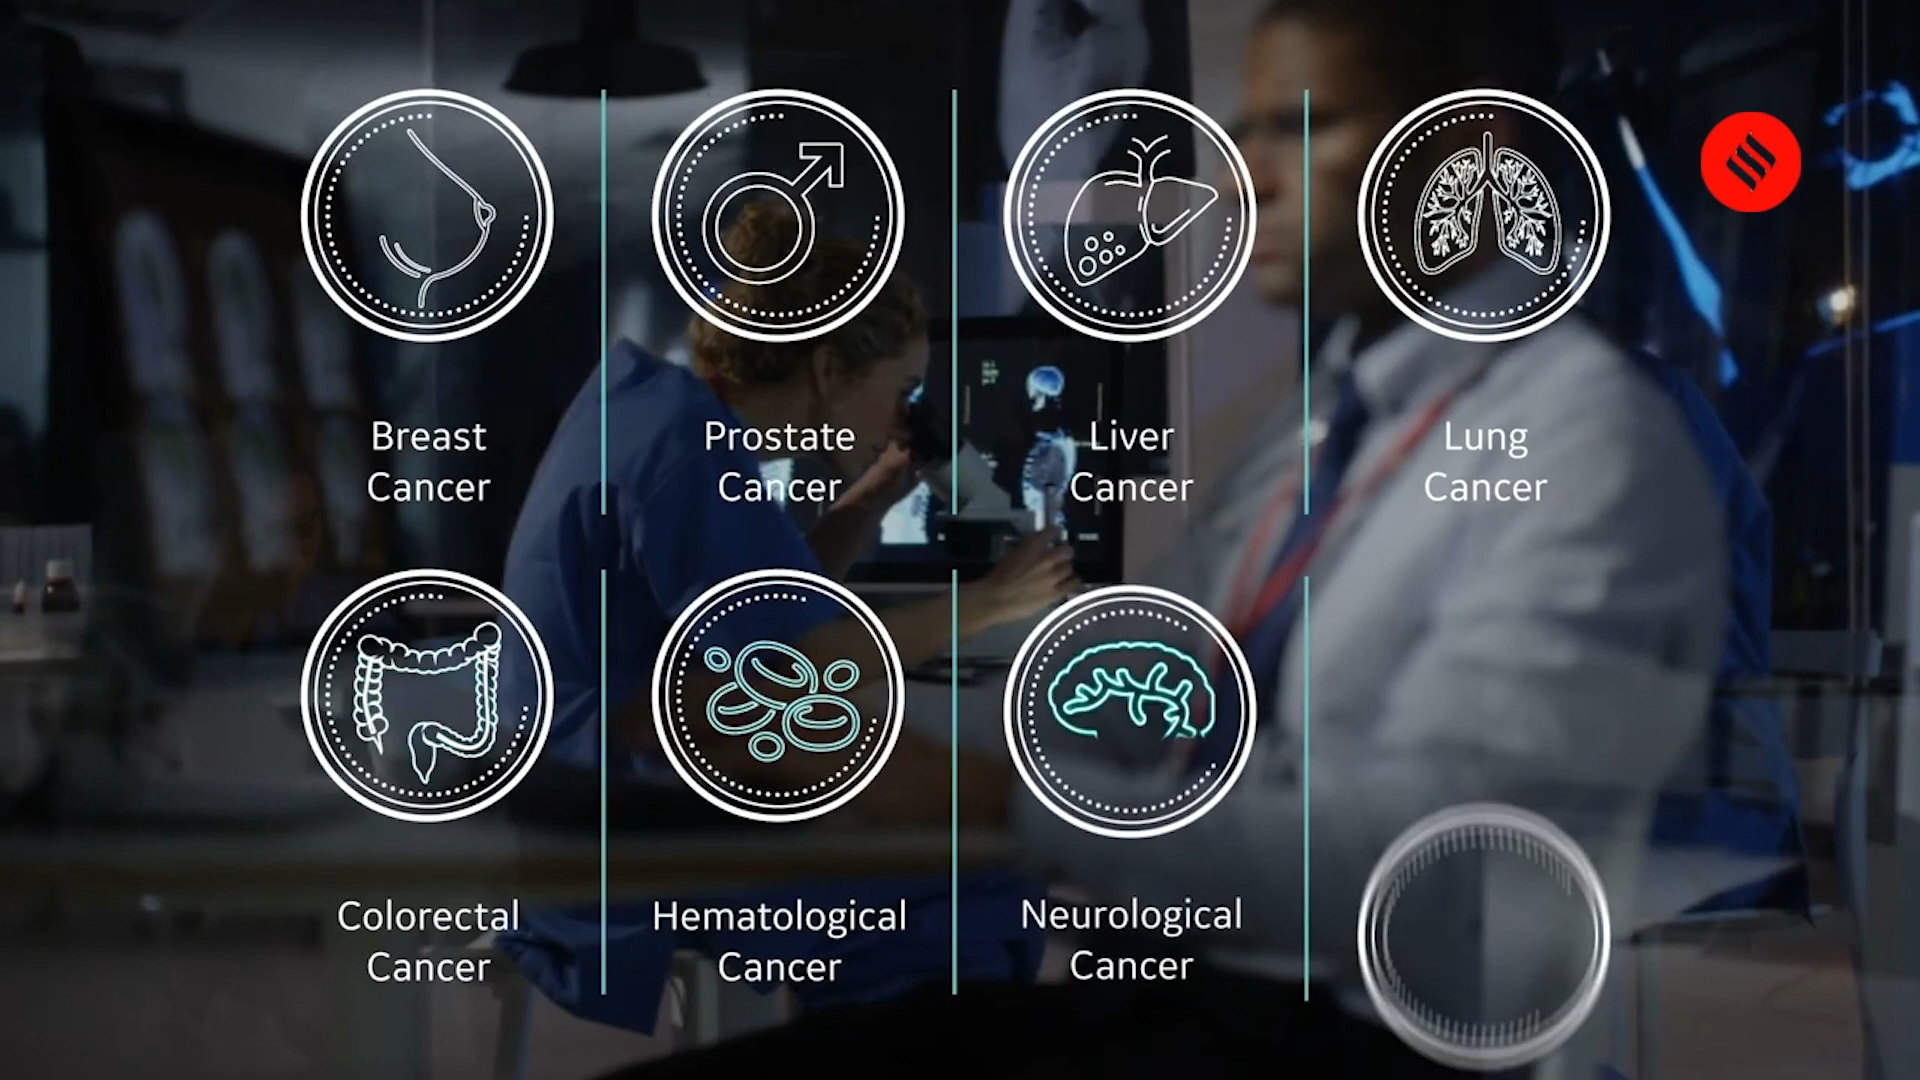 Breast
Cancer
Prostate
Cancer
Liver
Cancer
Lung
Cancer
Colorectal
Cancer
Hematological
Cancer
Neurological
Cancer